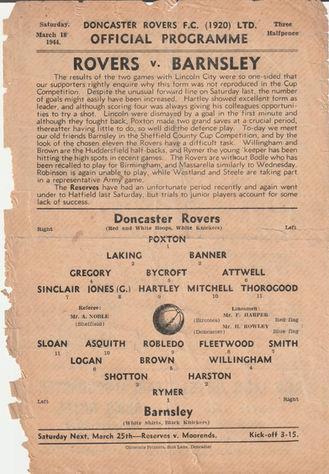 Saturday,
March 18
1944.
DONCASTER ROVERS F.C. (1920) LTD.
OFFICIAL PROGRAMME
Three
Halfpence
ROVERS v. BARNSLEY
The results of the two games with Lincoln City were so one-sided that
our supporters rightly enquire why this form was not reproduced in the Cup
Competition. Despite the unusual forward line on Saturday last, the number
of goals might easily have been increased. Hartley showed excellent form as
leader, and although scoring four was always giving his colleagues opportuni-
ties to try a shot. Lincoln were dismayed by a goal in the first minute and
although they fought back, Poxton made two grand saves at a crucial period,
thereafter having little to do, so well did the defence play. To-day we meet
our old friends Barnsley in the Sheffield County Cup Competition, and by the
look of the chosen eleven the Rovers have a difficult task. Willingham and
Brown are the Huddersfield half-backs, and Rymer the young keeper has been
hitting the high spots in recent games. The Rovers are without Bodle who has
been recalled to play for Birmingham, and Massarella similarly to Wednesday,
Robinson is again unable to play, while Westland and Steele are taking part
in a representative Army game.
The Reserves have had an unfortunate period recently and again went
under to Hatfield last Saturday, but trials to junior players account for some
lack of success.
Doncaster Rovers
Right (Red and White Hoops, White Knickers) Left
POXTON
1
LAKING BANNER
2 3
GREGORY BYCROFT ATTWELL
4 5 6
SINCLAIR JONES (G.) HARTLEY MITCHELL THOROGOOD
7 8 9 10 11
Referee:
Mr. A. NOBLE
(Sheffield)
Linesmen:
Mr. F. HARPER
Red flag
Mr. H. ROWLEY
(Doncaster) Blue flag
SLOAN ASQUITH ROBLEDO FLEETWOOD SMITH
11 10 9 8 7
LOGAN BROWN WILLINGHAM
6 5 4
SHOTTON HARSTON
3 2
RYMER
1
Left Right
Barnsley
(White Shirts, Black Knickers)
Saturday Next, March 25th—Reserves v. Moorends. Kick-off 3-15.